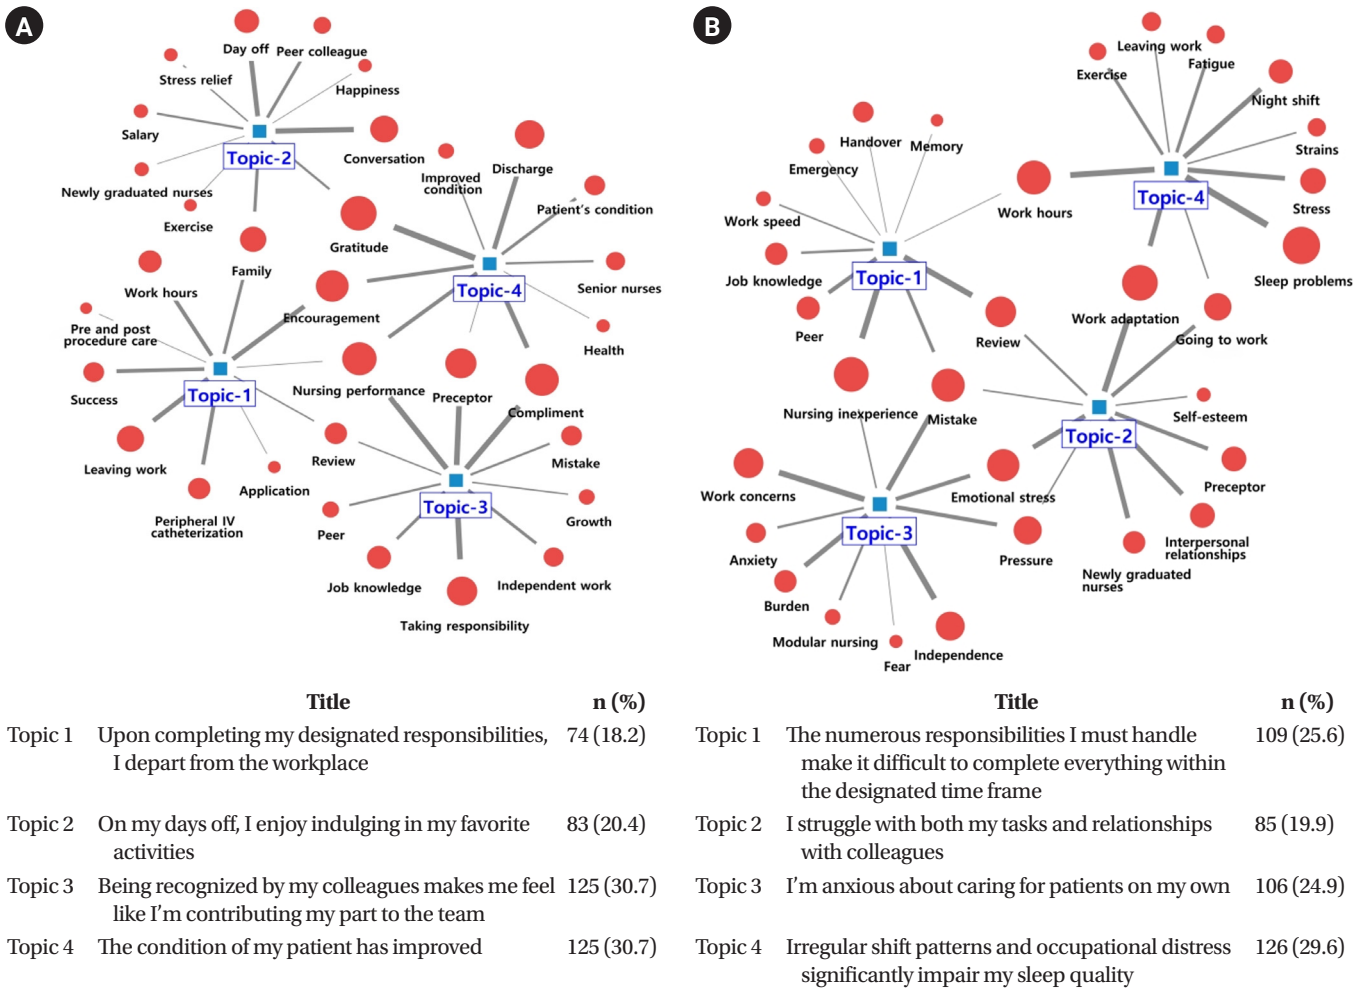 A
Day off
Peer colleague
Stress relief
Happiness
Salary
Conversation
Topic-2
Newly graduated nurses
Exercise
Gratitude
Family
Improved
condition
Discharge
Patient's condition
Senior nurses
Topic-4
Health
Work hours
Encouragement
Pre and post
procedure care
Success
Topic-1
Nursing performance
Preceptor
Compliment
Leaving work
Application
Review
Mistake
Peripheral IV
catheterization
Peer
Topic-3
Growth
Job knowledge
Independent work
Taking responsibility
Title n (%)
Topic 1 Upon completing my designated responsibilities, 74 (18.2)
I depart from the workplace
Topic 2 On my days off, I enjoy indulging in my favorite 83 (20.4)
activities
Topic 3 Being recognized by my colleagues makes me feel 125 (30.7)
like I'm contributing my part to the team
Topic 4 The condition of my patient has improved 125 (30.7)
B
Leaving work
Fatigue
Exercise
Night shift
Handover
Memory
Strains
Emergency
Work hours
Topic-4
Stress
Work speed
Sleep problems
Job knowledge
Topic-1
Peer
Review
Work adaptation
Going to work
Nursing inexperience
Mistake
Self-esteem
Topic-2
Preceptor
Work concerns
Emotional stress
Topic-3
Anxiety
Pressure
Interpersonal
relationships
Newly graduated
nurses
Burden
Modular nursing
Fear
Independence
Title n (%)
Topic 1 The numerous responsibilities I must handle 109 (25.6)
make it difficult to complete everything within
the designated time frame
Topic 2 I struggle with both my tasks and relationships 85 (19.9)
with colleagues
Topic 3 I'm anxious about caring for patients on my own 106 (24.9)
Topic 4 Irregular shift patterns and occupational distress 126 (29.6)
significantly impair my sleep quality